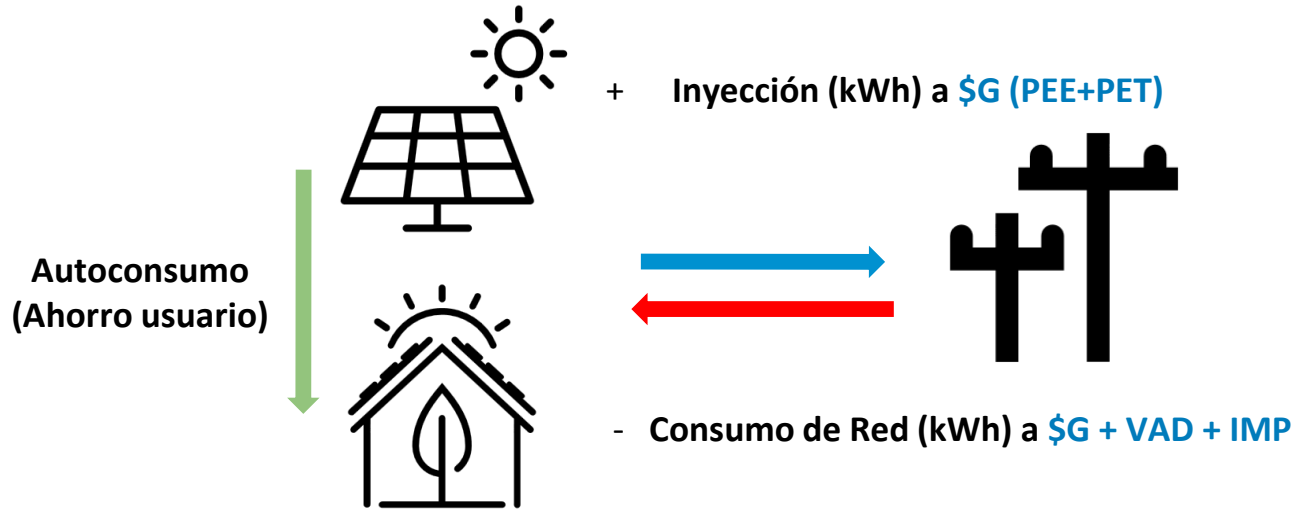 + Inyección (kWh) a $G (PEE+PET)
Autoconsumo
(Ahorro usuario)
- Consumo de Red (kWh) a $G + VAD + IMP